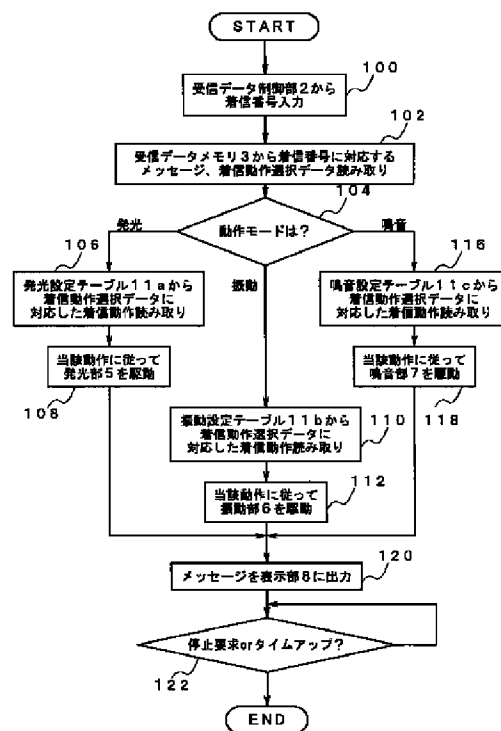 START
100
受信データ制御部2から
着信番号入力
102
受信データメモリ3から着信番号に対応する
メッセージ、着信動作選択データ読み取り
104
動作モードは?
発光
振動
鳴音
106
発光設定テーブル11aから
着信動作選択データに
対応した着信動作読み取り
116
鳴音設定テーブル11cから
着信動作選択データに
対応した着信動作読み取り
当該動作に従って
発光部5を駆動
108
当該動作に従って
鳴音部7を駆動
118
振動設定テーブル11bから
着信動作選択データに
対応した着信動作読み取り
110
当該動作に従って
振動部6を駆動
112
120
メッセージを表示部8に出力
停止要求orタイムアップ?
122
END